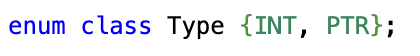 enum class Type {INT, PTR};